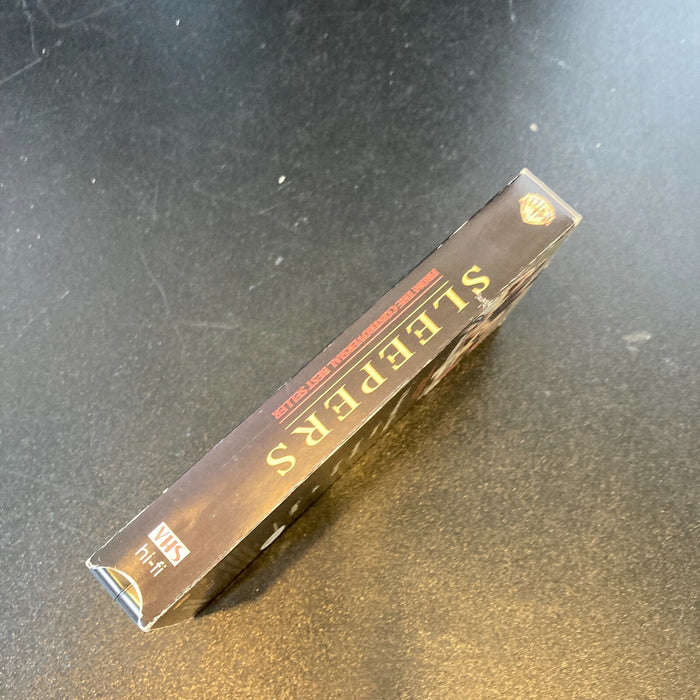 SLEEPERS
FROM THE CONTROVERSIAL BEST SELLER
VHS
hi-fi